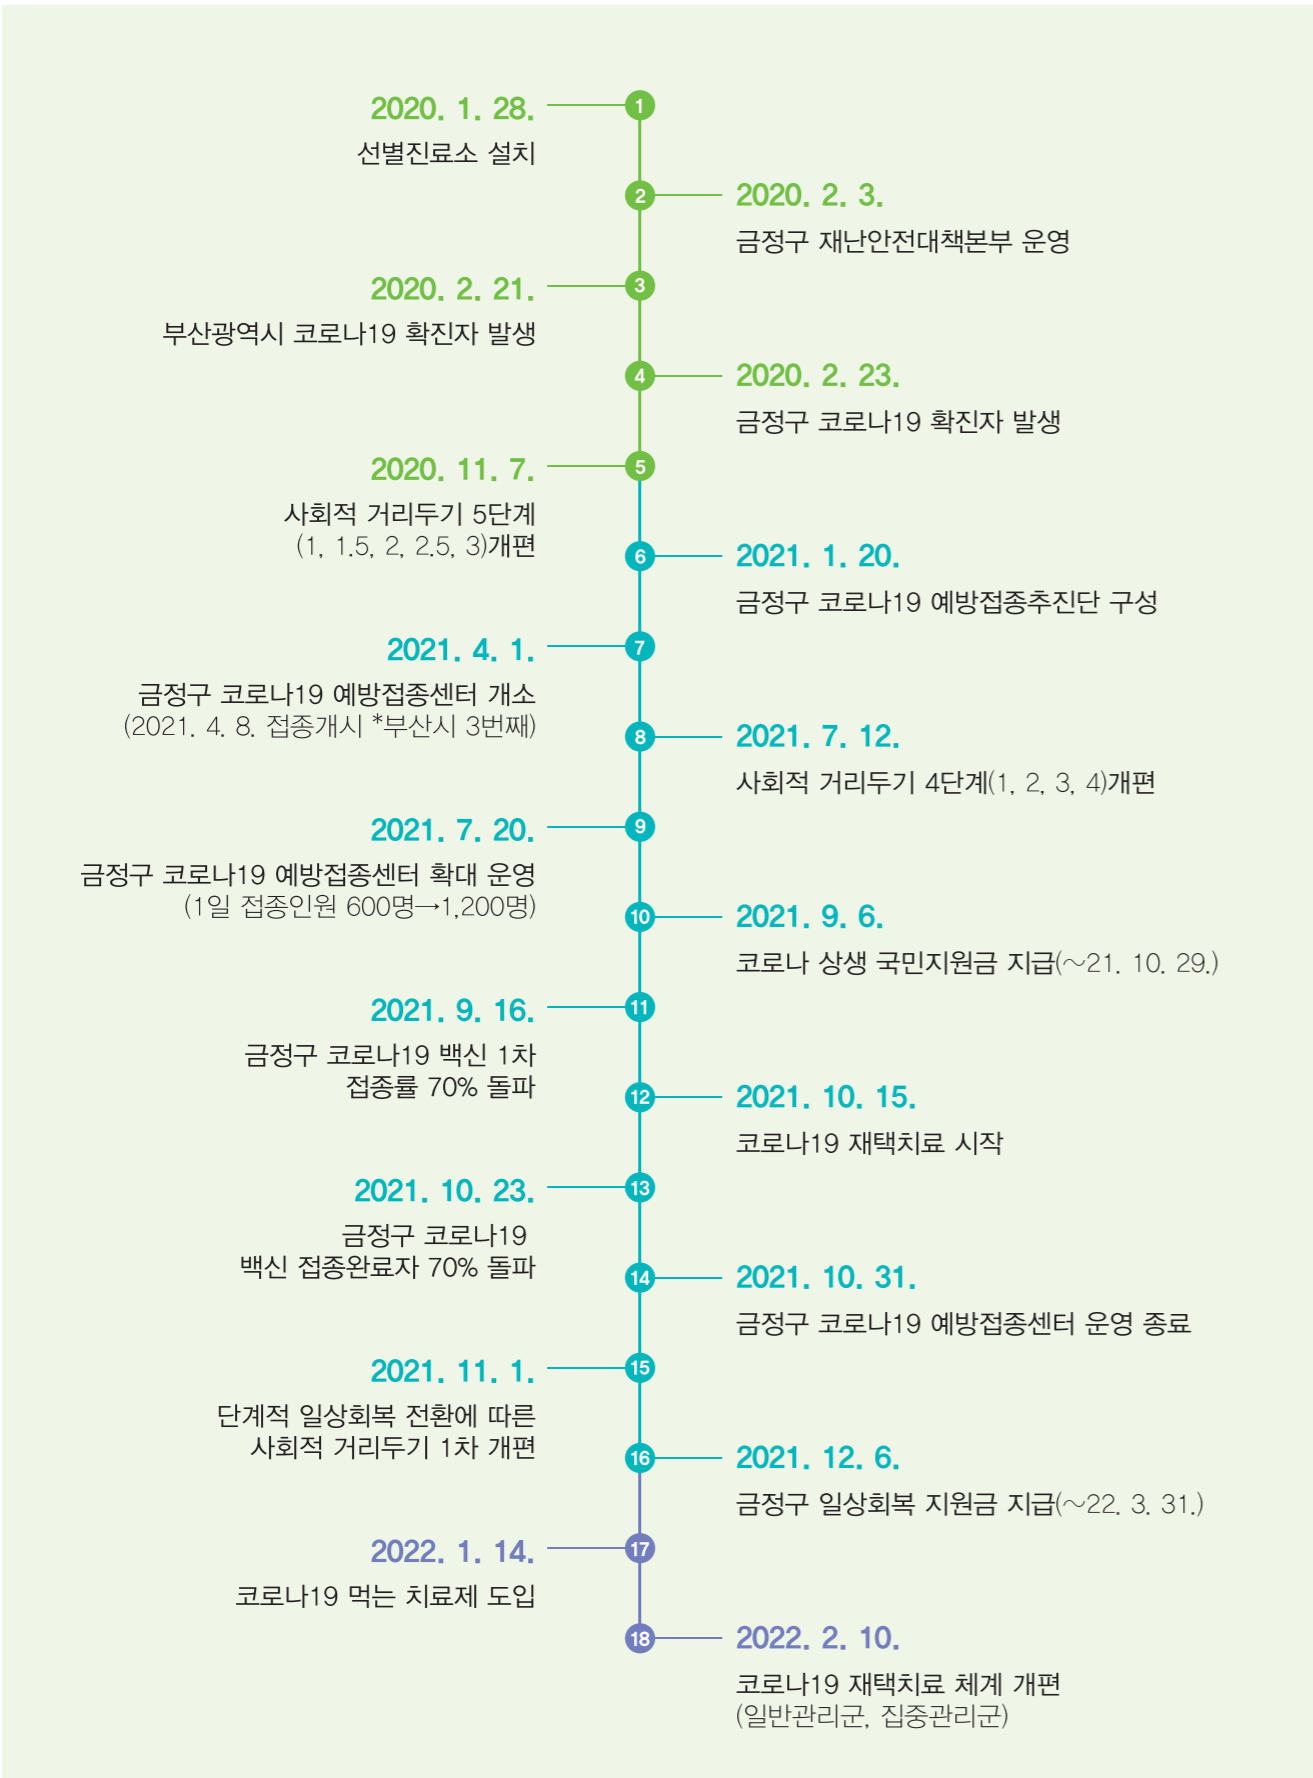 1
2020. 1. 28.
선별진료소 설치
2
2020. 2. 3.
금정구 재난안전대책본부 운영
3
2020. 2. 21.
부산광역시 코로나19 확진자 발생
4
2020. 2. 23.
금정구 코로나19 확진자 발생
5
2020. 11. 7.
사회적 거리두기 5단계
(1, 1.5, 2, 2.5, 3)개편
6
2021. 1. 20.
금정구 코로나19 예방접종추진단 구성
7
2021. 4. 1.
금정구 코로나19 예방접종센터 개소
(2021. 4. 8. 접종개시 *부산시 3번째)
8
2021. 7. 12.
사회적 거리두기 4단계(1, 2, 3, 4)개편
9
2021. 7. 20.
금정구 코로나19 예방접종센터 확대 운영
(1일 접종인원 600명→1,200명)
10
2021. 9. 6.
코로나 상생 국민지원금 지급(~21. 10. 29.)
11
2021. 9. 16.
금정구 코로나19 백신 1차
접종률 70% 돌파
12
2021. 10. 15.
코로나19 재택치료 시작
13
2021. 10. 23.
금정구 코로나19
백신 접종완료자 70% 돌파
14
2021. 10. 31.
금정구 코로나19 예방접종센터 운영 종료
15
2021. 11. 1.
단계적 일상회복 전환에 따른
사회적 거리두기 1차 개편
16
2021. 12. 6.
금정구 일상회복 지원금 지급(~22. 3. 31.)
17
2022. 1. 14.
코로나19 먹는 치료제 도입
18
2022. 2. 10.
코로나19 재택치료 체계 개편
(일반관리군, 집중관리군)